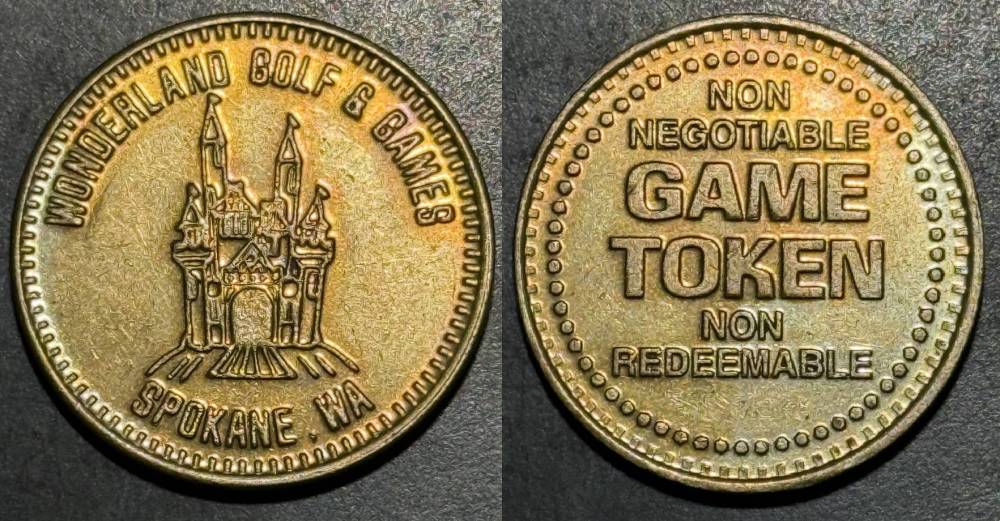 WONDERLAND GOLF & GAMES
SPOKANE, WA
NON
NEGOTIABLE
GAME
TOKEN
NON
REDEEMABLE